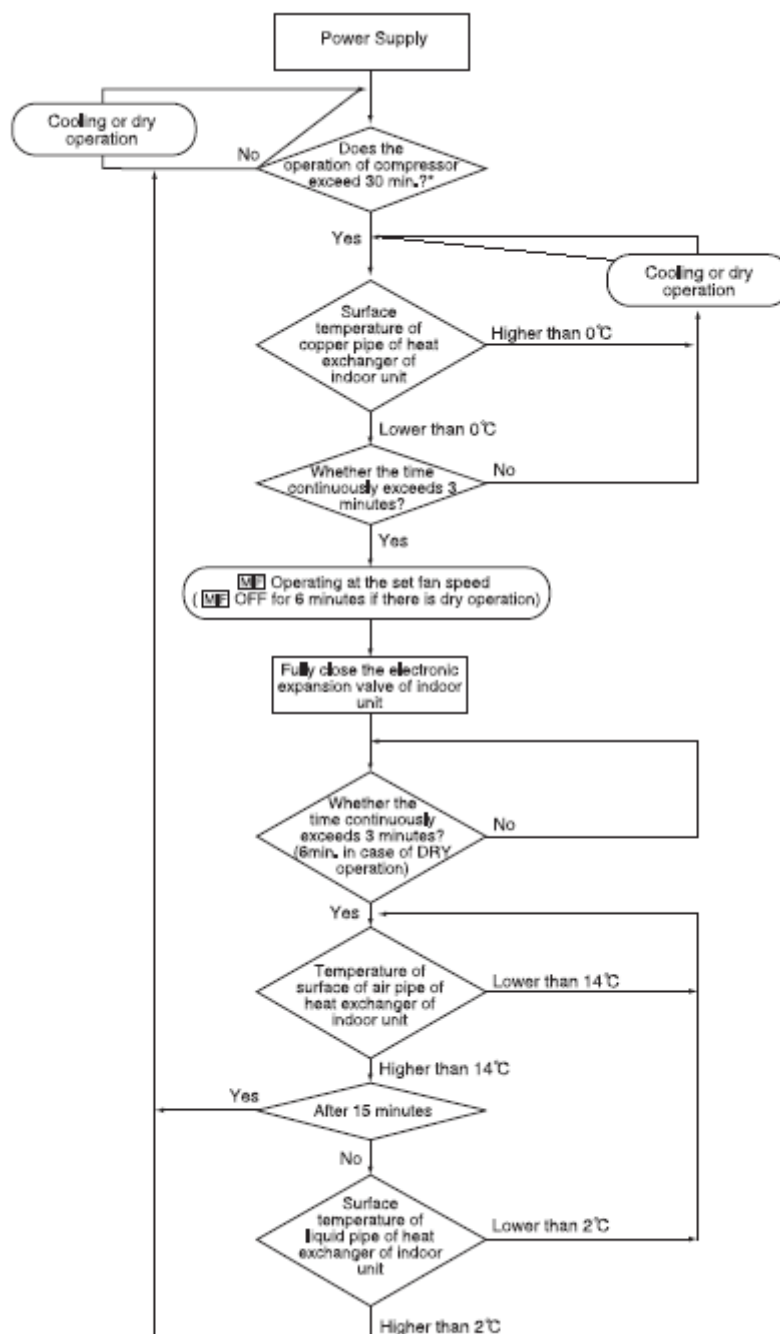 Power Supply
Cooling or dry
operation
No
Does the
operation of compressor
exceed 30 min.?*
Yes
Cooling or dry
operation
Surface
temperature of
copper pipe of heat
exchanger of
indoor unit
Higher than 0℃
Lower than 0℃
Whether the time
continuously exceeds 3
minutes?
No
Yes
MF Operating at the set fan speed
( MF OFF for 6 minutes if there is dry operation)
Fully close the electronic
expansion valve of indoor
unit
Whether the
time continuously
exceeds 3 minutes?
(6min. in case of DRY
operation)
No
Yes
Temperature of
surface of air pipe of
heat exchanger of
indoor unit
Lower than 14℃
Higher than 14℃
Yes
After 15 minutes
No
Surface
temperature of
liquid pipe of heat
exchanger of indoor
unit
Lower than 2℃
Higher than 2℃